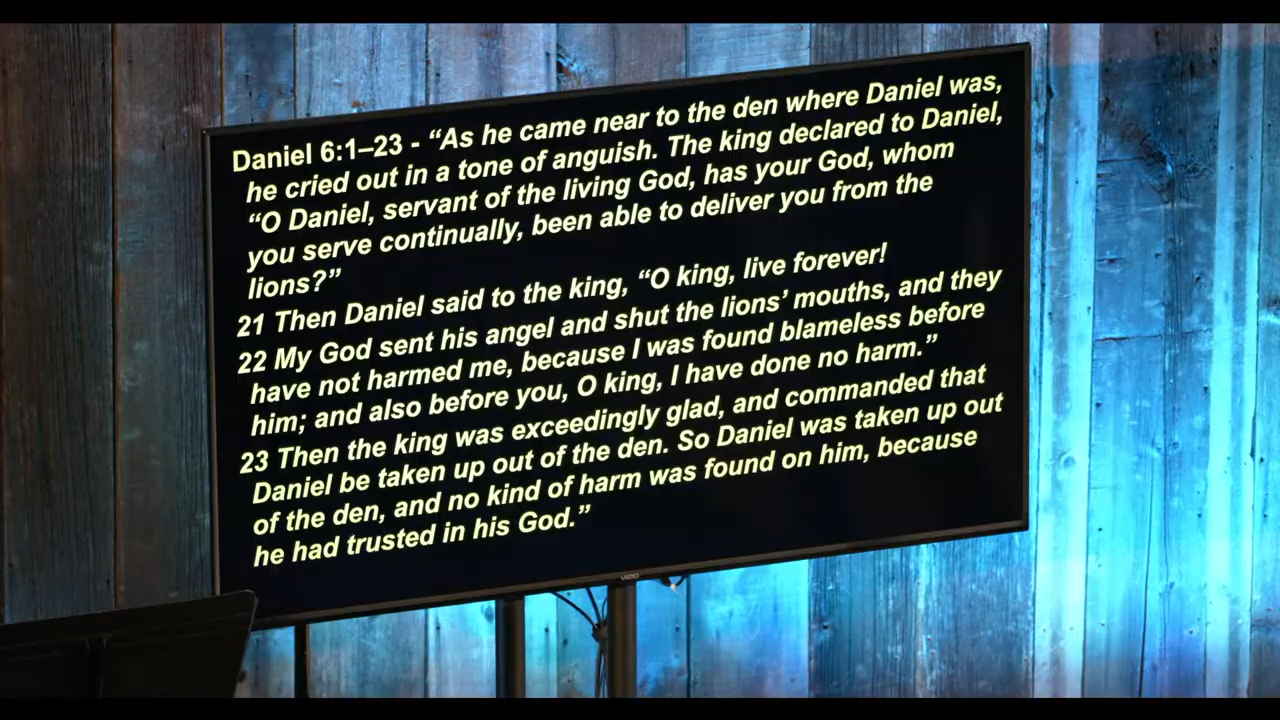 Daniel 6:1–23 - “As he came near to the den where Daniel was,
he cried out in a tone of anguish. The king declared to Daniel,
“O Daniel, servant of the living God, has your God, whom
you serve continually, been able to deliver you from the
lions?”
21 Then Daniel said to the king, “O king, live forever!
22 My God sent his angel and shut the lions’ mouths, and they
have not harmed me, because I was found blameless before
him; and also before you, O king, I have done no harm.”
23 Then the king was exceedingly glad, and commanded that
Daniel be taken up out of the den. So Daniel was taken up out
of the den, and no kind of harm was found on him, because
he had trusted in his God.”
VIZIO